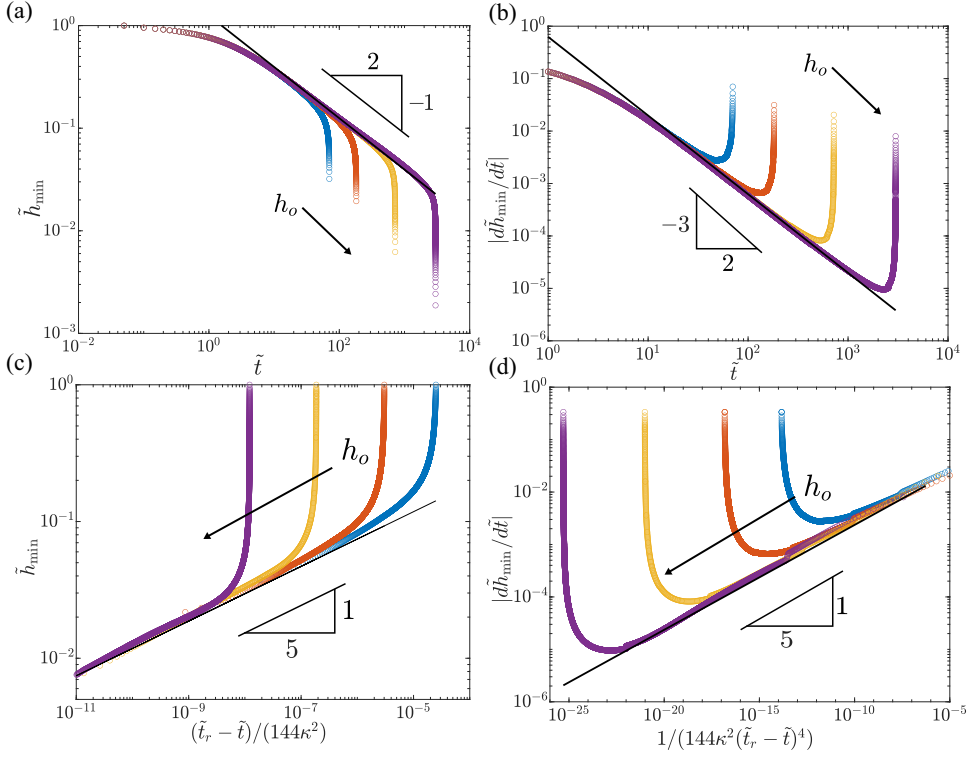 (a)
10^0
10^{-1}
10^{-2}
10^{-3}
h̃_min
2
−1
h_o
10^{-2} 10^0 10^2 10^4
t̃
(b)
10^0
10^{-1}
10^{-2}
10^{-3}
10^{-4}
10^{-5}
10^{-6}
|dh̃_min/dt̃|
h_o
−3
2
10^0 10^1 10^2 10^3 10^4
t̃
(c)
10^0
10^{-1}
10^{-2}
h̃_min
h_o
1
5
10^{-11} 10^{-9} 10^{-7} 10^{-5}
(t̃_r − t̃)/(144κ^2)
(d)
10^0
10^{-2}
10^{-4}
10^{-6}
|dh̃_min/dt̃|
h_o
1
5
10^{-25} 10^{-20} 10^{-15} 10^{-10} 10^{-5}
1/(144κ^2(t̃_r − t̃)^4)